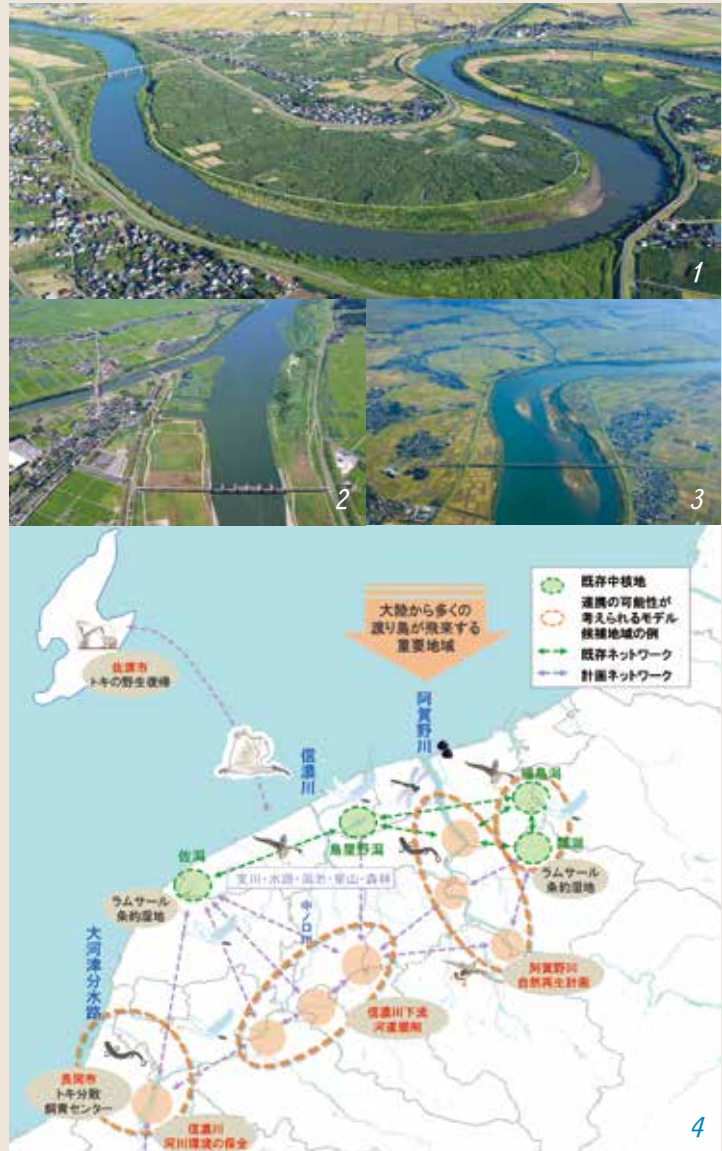 1
2
3
大陸から多くの
渡り鳥が飛来する
重要地域
既存中核地
連携の可能性が
考えられるモデル
候補地域の例
既存ネットワーク
計画ネットワーク
佐渡市
トキの野生復帰
阿賀野川
信濃川
福島潟
鳥屋野潟
瓢湖
佐潟
ラムサール
条約湿地
ラムサール
条約湿地
大河津分水路
阿賀野川
自然再生計画
信濃川下流
河道掘削
長岡市
トキ分散
飼育センター
信濃川
河川環境の保全
4